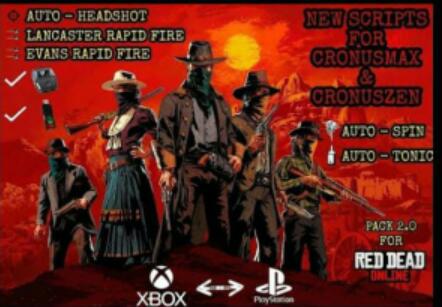 AUTO - HEADSHOT
LANCASTER RAPID FIRE
EVANS RAPID FIRE
NEW SCRIPTS
FOR
CRONUSMAX
&
CRONUSZEN
AUTO - SPIN
AUTO - TONIC
PACK 2.0
FOR
RED DEAD
ONLINE
XBOX
PlayStation